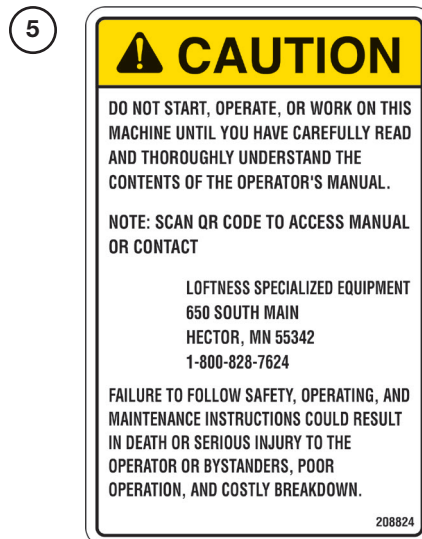 5
CAUTION
DO NOT START, OPERATE, OR WORK ON THIS
MACHINE UNTIL YOU HAVE CAREFULLY READ
AND THOROUGHLY UNDERSTAND THE
CONTENTS OF THE OPERATOR'S MANUAL.
NOTE: SCAN QR CODE TO ACCESS MANUAL
OR CONTACT
LOFTNESS SPECIALIZED EQUIPMENT
650 SOUTH MAIN
HECTOR, MN 55342
1-800-828-7624
FAILURE TO FOLLOW SAFETY, OPERATING, AND
MAINTENANCE INSTRUCTIONS COULD RESULT
IN DEATH OR SERIOUS INJURY TO THE
OPERATOR OR BYSTANDERS, POOR
OPERATION, AND COSTLY BREAKDOWN.
208824